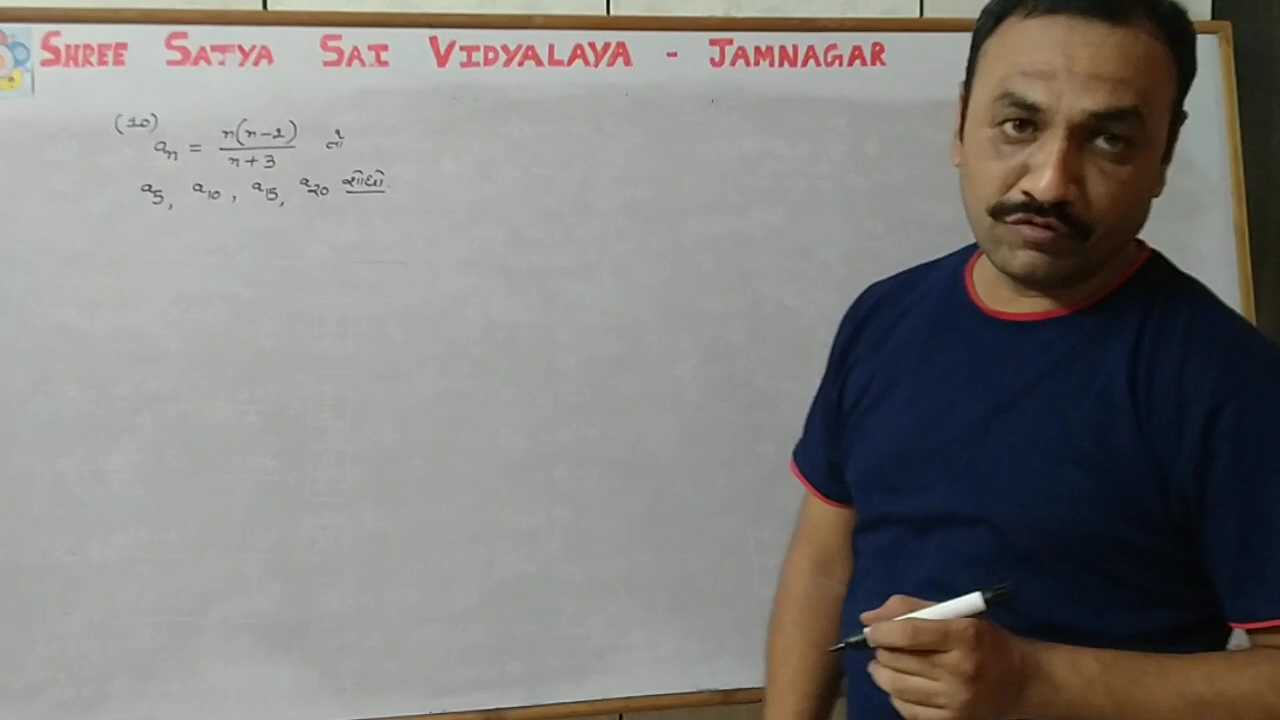 SHREE SATYA SAI VIDYALAYA - JAMNAGAR
(10)
aₙ = n(n-2)/n+3 તો
a₅, a₁₀, a₁₅, a₂₀ શોધો.